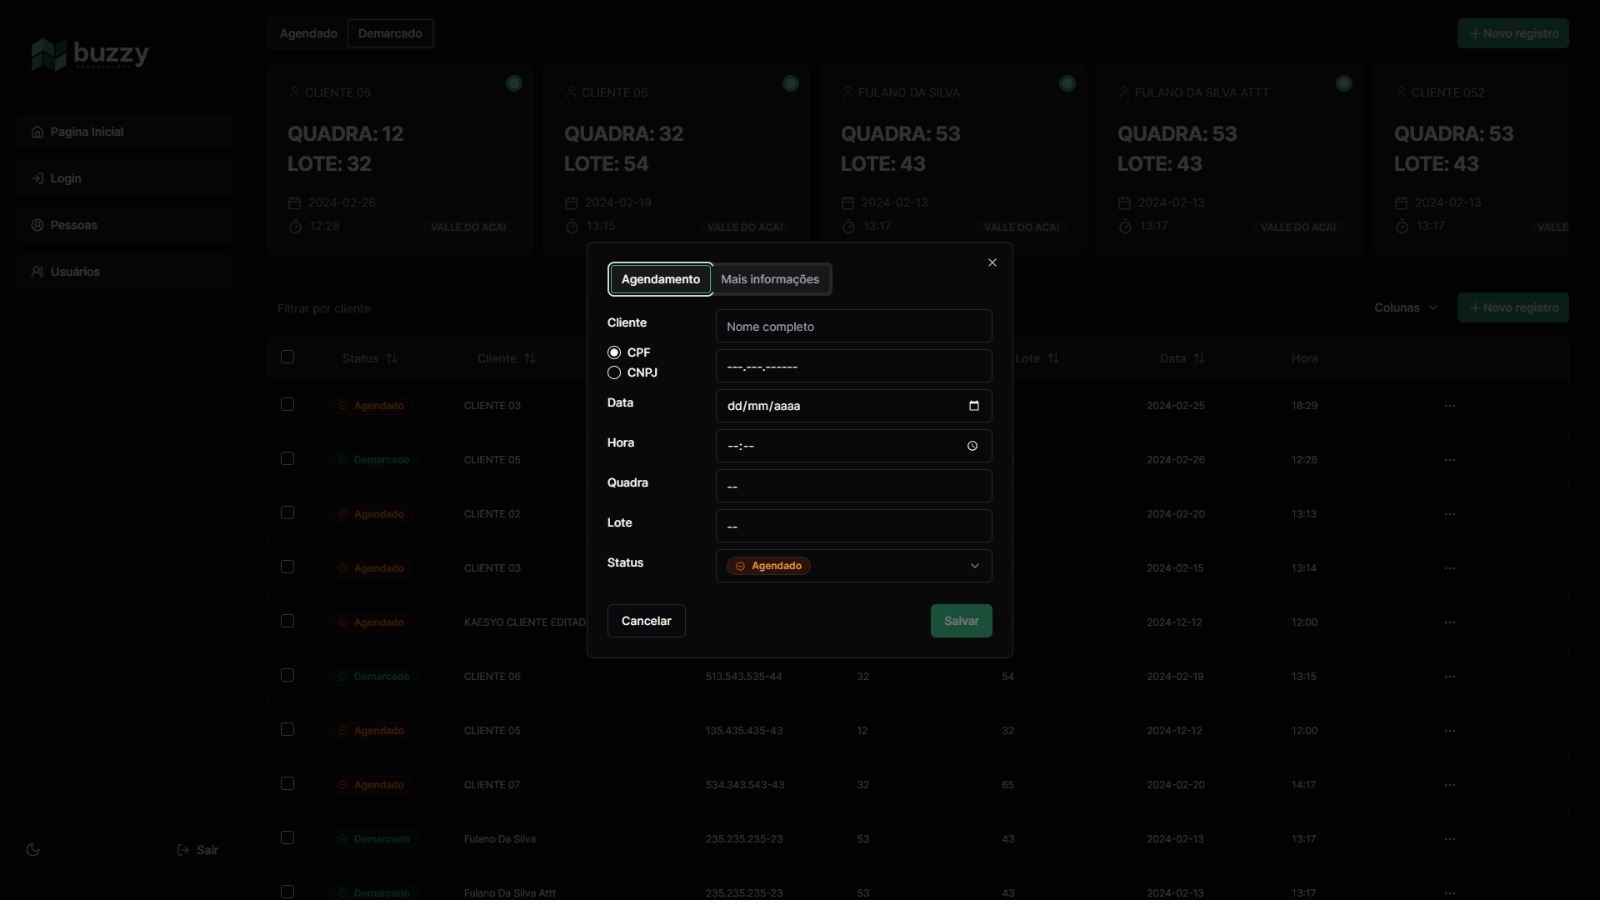 buzzy
Pagina Inicial
Login
Pessoas
Usuários
Sair
Agendado Demarcado
+ Novo registro
CLIENTE 05
QUADRA: 12
LOTE: 32
2024-02-26
12:28
VALLE DO ACAI
CLIENTE 06
QUADRA: 32
LOTE: 54
2024-02-19
13:15
VALLE DO ACAI
FULANO DA SILVA
QUADRA: 53
LOTE: 43
2024-02-13
13:17
VALLE DO ACAI
FULANO DA SILVA ATTT
QUADRA: 53
LOTE: 43
2024-02-13
13:17
VALLE DO ACAI
CLIENTE 052
QUADRA: 53
LOTE: 43
2024-02-13
13:17
VALLE
Filtrar por cliente
Colunas
+ Novo registro
Status Cliente Lote Data Hora
Agendado CLIENTE 03 2024-02-25 18:29 ...
Demarcado CLIENTE 05 2024-02-26 12:28 ...
Agendado CLIENTE 02 2024-02-20 13:13 ...
Agendado CLIENTE 03 2024-02-15 13:14 ...
Agendado KAESYO CLIENTE EDITAD 2024-12-12 12:00 ...
Demarcado CLIENTE 06 513.543.535-44 32 54 2024-02-19 13:15 ...
Agendado CLIENTE 05 135.435.435-43 12 32 2024-12-12 12:00 ...
Agendado CLIENTE 07 534.343.543-43 32 65 2024-02-20 14:17 ...
Demarcado Fulano Da Silva 235.235.235-23 53 43 2024-02-13 13:17 ...
Demarcado Fulano Da Silva Attt 235.235.235-23 53 43 2024-02-13 13:17 ...
Agendamento Mais informações
Cliente Nome completo
CPF
CNPJ
---.---.------
Data dd/mm/aaaa
Hora --:--
Quadra --
Lote --
Status Agendado
Cancelar Salvar